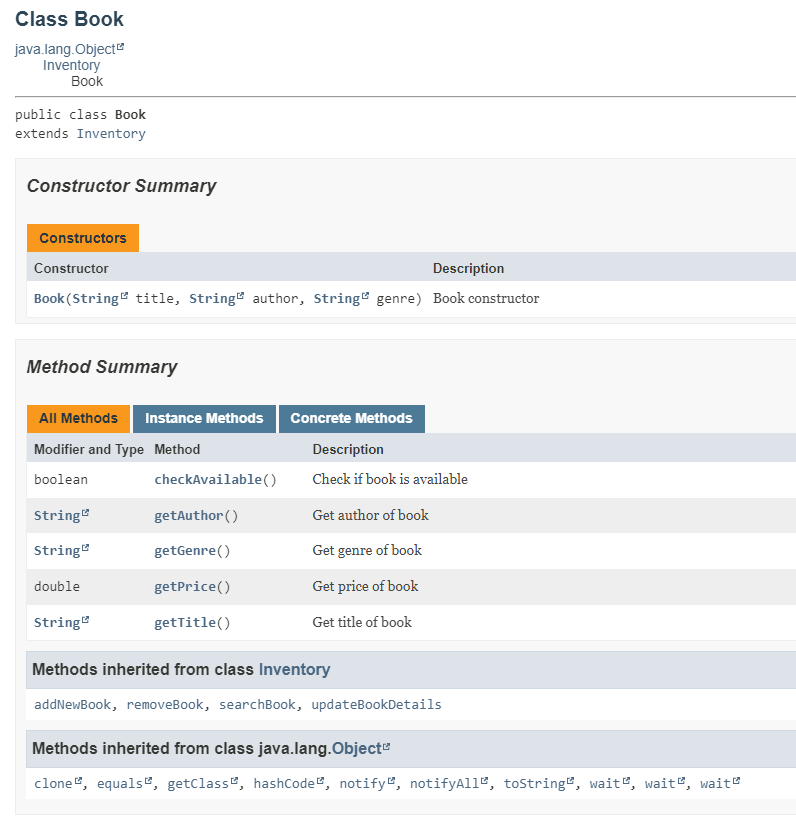 Class Book
java.lang.Object
Inventory
Book
public class Book
extends Inventory
Constructor Summary
Constructors
Constructor Description
Book(String title, String author, String genre) Book constructor
Method Summary
All Methods Instance Methods Concrete Methods
Modifier and Type Method Description
boolean checkAvailable() Check if book is available
String getAuthor() Get author of book
String getGenre() Get genre of book
double getPrice() Get price of book
String getTitle() Get title of book
Methods inherited from class Inventory
addNewBook, removeBook, searchBook, updateBookDetails
Methods inherited from class java.lang.Object
clone, equals, getClass, hashCode, notify, notifyAll, toString, wait, wait, wait